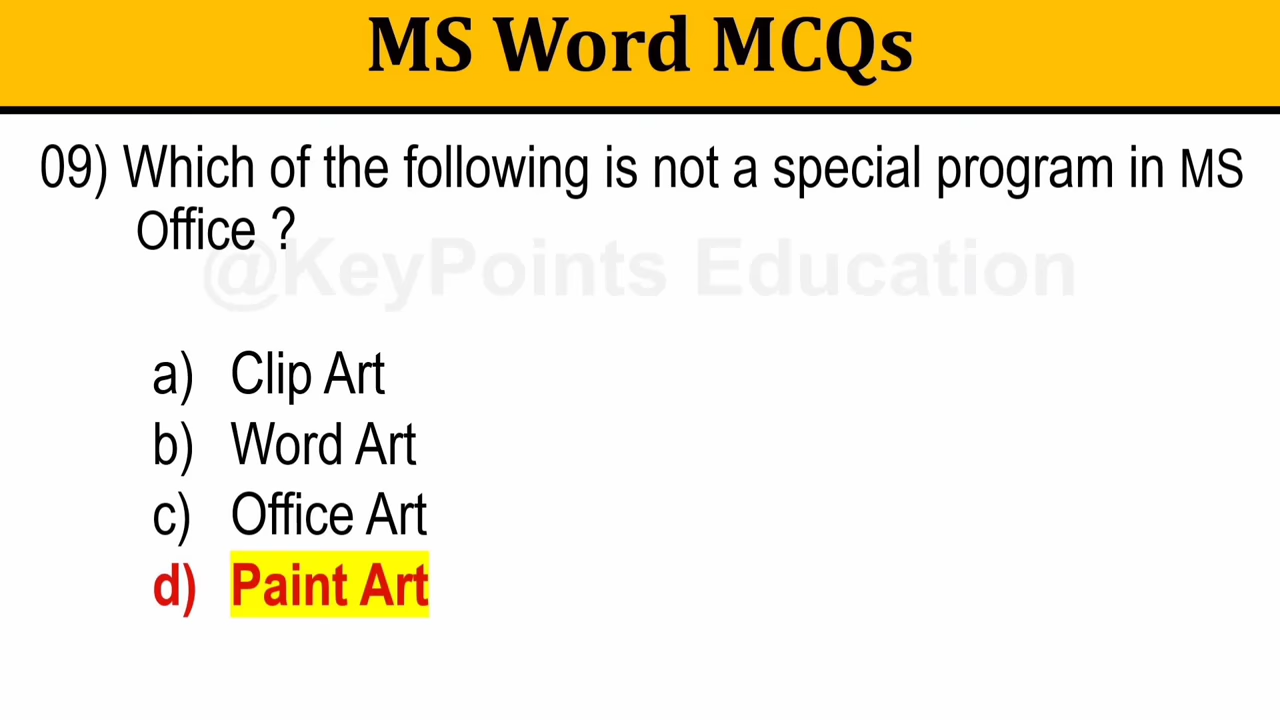 MS Word MCQs
09) Which of the following is not a special program in MS
Office ?
@KeyPoints Education
a) Clip Art
b) Word Art
c) Office Art
d) Paint Art